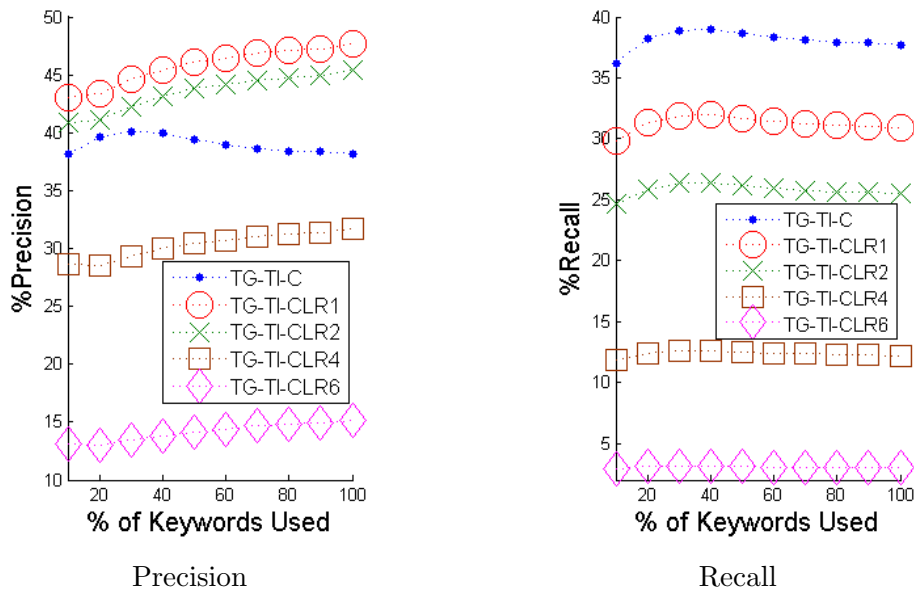 50
45
40
35
30
25
20
15
10
%Precision
TG-TI-C
TG-TI-CLR1
TG-TI-CLR2
TG-TI-CLR4
TG-TI-CLR6
20 40 60 80 100
% of Keywords Used
Precision
40
35
30
25
20
15
10
5
%Recall
TG-TI-C
TG-TI-CLR1
TG-TI-CLR2
TG-TI-CLR4
TG-TI-CLR6
20 40 60 80 100
% of Keywords Used
Recall